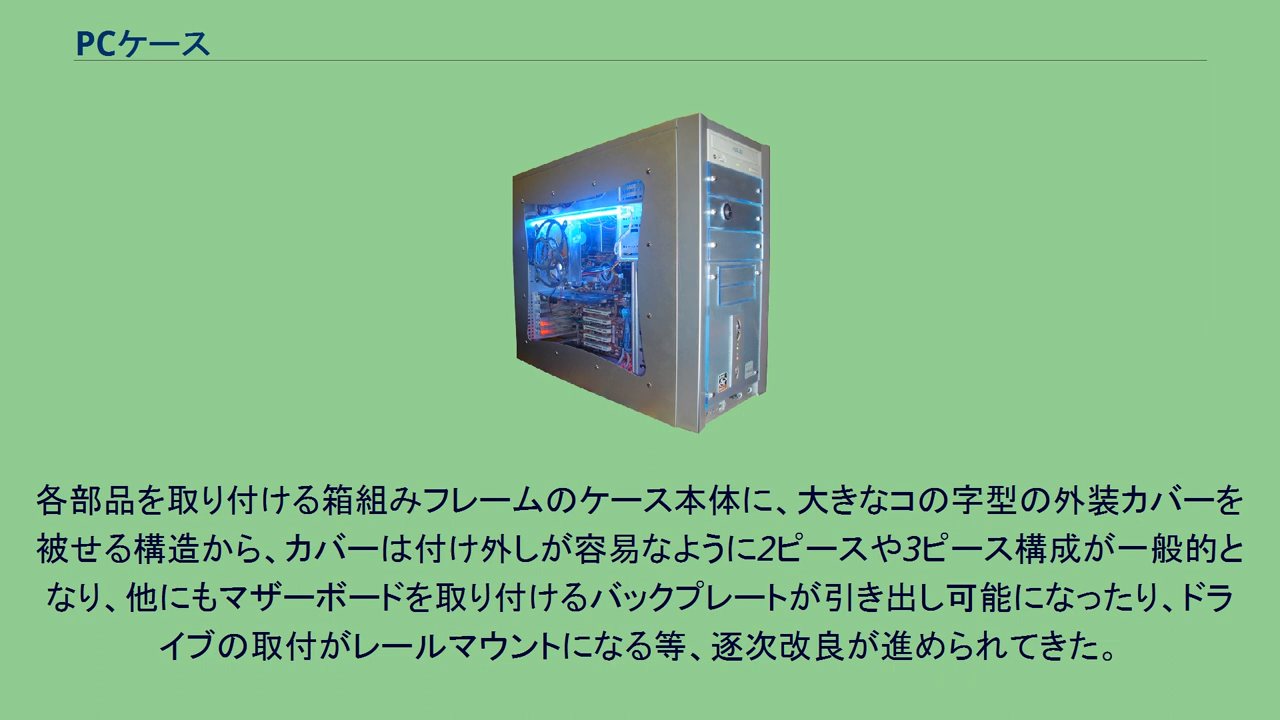 PCケース
各部品を取り付ける箱組みフレームのケース本体に、大きなコの字型の外装カバーを
被せる構造から、カバーは付け外しが容易なように2ピースや3ピース構成が一般的と
なり、他にもマザーボードを取り付けるバックプレートが引き出し可能になったり、ドラ
イブの取付がレールマウントになる等、逐次改良が進められてきた。